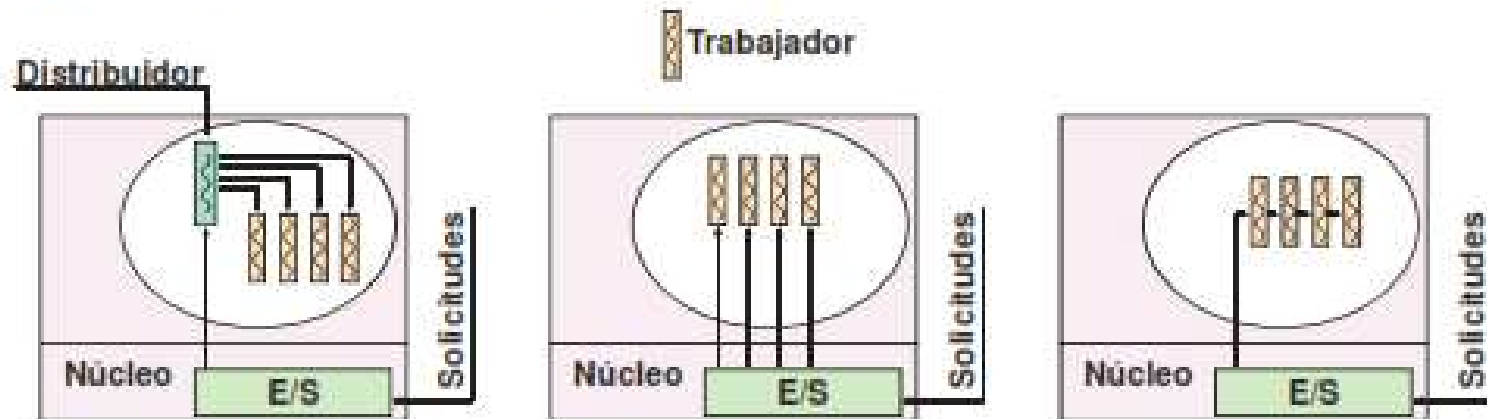 Trabajador
Distribuidor
Solicitudes
Núcleo
E/S
Solicitudes
Núcleo
E/S
Solicitudes
Núcleo
E/S